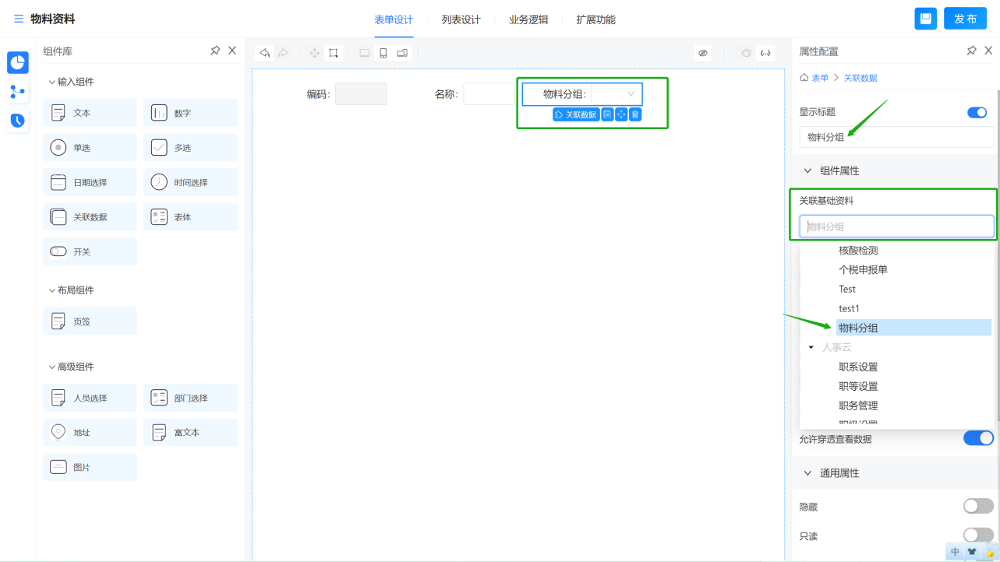 物料资料
表单设计
列表设计
业务逻辑
扩展功能
发布
组件库
输入组件
文本
数字
单选
多选
日期选择
时间选择
关联数据
表体
开关
布局组件
页签
高级组件
人员选择
部门选择
地址
富文本
图片
编码:
名称:
物料分组:
关联数据
属性配置
表单 > 关联数据
显示标题
物料分组
组件属性
关联基础资料
物料分组
核酸检测
个税申报单
Test
test1
物料分组
人事云
职系设置
职等设置
职务管理
职级设置
允许穿透查看数据
通用属性
隐藏
只读
中